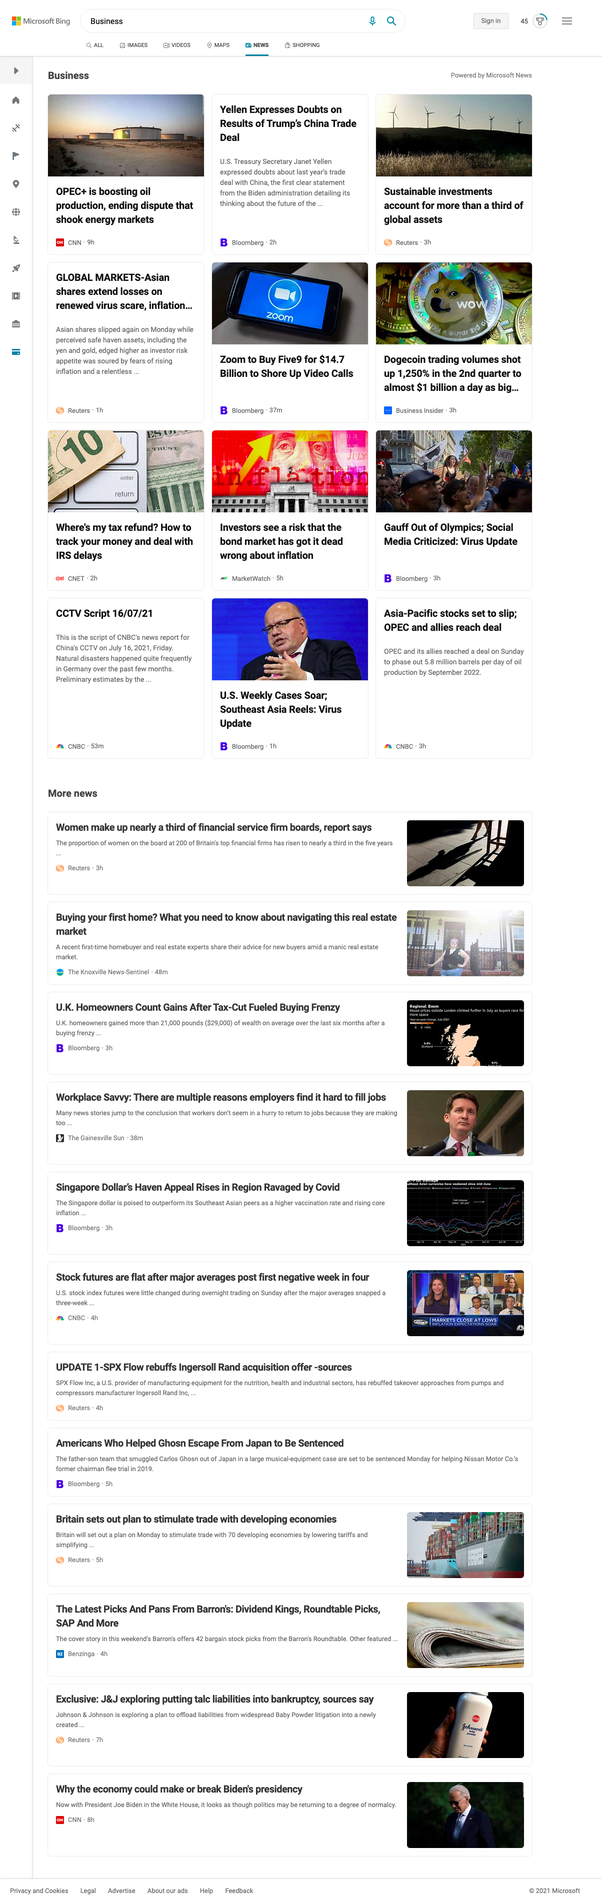 Microsoft Bing
Business
Sign in
45
ALL
IMAGES
VIDEOS
MAPS
NEWS
SHOPPING
Business
Powered by Microsoft News
OPEC+ is boosting oil
production, ending dispute that
shook energy markets
CNN · 9h
Yellen Expresses Doubts on
Results of Trump's China Trade
Deal
U.S. Treasury Secretary Janet Yellen
expressed doubts about last year's trade
deal with China, the first clear statement
from the Biden administration detailing its
thinking about the future of the ...
Bloomberg · 2h
Sustainable investments
account for more than a third of
global assets
Reuters · 3h
GLOBAL MARKETS-Asian
shares extend losses on
renewed virus scare, inflation...
Asian shares slipped again on Monday while
perceived safe haven assets, including the
yen and gold, edged higher as investor risk
appetite was soured by fears of rising
inflation and a relentless ...
Reuters · 1h
zoom
Zoom to Buy Five9 for $14.7
Billion to Shore Up Video Calls
Bloomberg · 37m
WOW
Dogecoin trading volumes shot
up 1,250% in the 2nd quarter to
almost $1 billion a day as big...
Business Insider · 3h
10
enter
return
Where's my tax refund? How to
track your money and deal with
IRS delays
CNET · 2h
inflation
Investors see a risk that the
bond market has got it dead
wrong about inflation
MarketWatch · 5h
Gauff Out of Olympics; Social
Media Criticized: Virus Update
Bloomberg · 3h
CCTV Script 16/07/21
This is the script of CNBC's news report for
China's CCTV on July 16, 2021, Friday.
Natural disasters happened quite frequently
in Germany over the past few months.
Preliminary estimates by the ...
CNBC · 53m
U.S. Weekly Cases Soar;
Southeast Asia Reels: Virus
Update
Bloomberg · 1h
Asia-Pacific stocks set to slip;
OPEC and allies reach deal
OPEC and its allies reached a deal on Sunday
to phase out 5.8 million barrels per day of oil
production by September 2022.
CNBC · 3h
More news
Women make up nearly a third of financial service firm boards, report says
The proportion of women on the board at 200 of Britain's top financial firms has risen to nearly a third in the five years
...
Reuters · 3h
Buying your first home? What you need to know about navigating this real estate
market
A recent first-time homebuyer and real estate experts share their advice for new buyers amid a manic real estate
market.
The Knoxville News-Sentinel · 48m
U.K. Homeowners Count Gains After Tax-Cut Fueled Buying Frenzy
U.K. homeowners gained more than 21,000 pounds ($29,000) of wealth on average over the last six months after a
buying frenzy ...
Bloomberg · 3h
Regional Boom
Workplace Savvy: There are multiple reasons employers find it hard to fill jobs
Many news stories jump to the conclusion that workers don't seem in a hurry to return to jobs because they are making
too ...
The Gainesville Sun · 38m
Singapore Dollar's Haven Appeal Rises in Region Ravaged by Covid
The Singapore dollar is poised to outperform its Southeast Asian peers as a higher vaccination rate and rising core
inflation ...
Bloomberg · 3h
Stock futures are flat after major averages post first negative week in four
U.S. stock index futures were little changed during overnight trading on Sunday after the major averages snapped a
three-week ...
CNBC · 4h
MARKETS CLOSE AT LOWS
INFLATION EXPECTATIONS SOAR
UPDATE 1-SPX Flow rebuffs Ingersoll Rand acquisition offer -sources
SPX Flow Inc, a U.S. provider of manufacturing equipment for the nutrition, health and industrial sectors, has rebuffed takeover approaches from pumps and
compressors manufacturer Ingersoll Rand Inc, ...
Reuters · 4h
Americans Who Helped Ghosn Escape From Japan to Be Sentenced
The father-son team that smuggled Carlos Ghosn out of Japan in a large musical-equipment case are set to be sentenced Monday for helping Nissan Motor Co.'s
former chairman flee trial in 2019.
Bloomberg · 5h
Britain sets out plan to stimulate trade with developing economies
Britain will set out a plan on Monday to stimulate trade with 70 developing economies by lowering tariffs and
simplifying ...
Reuters · 5h
The Latest Picks And Pans From Barron's: Dividend Kings, Roundtable Picks,
SAP And More
The cover story in this weekend's Barron's offers 42 bargain stock picks from the Barron's Roundtable. Other featured ...
Benzinga · 4h
Exclusive: J&J exploring putting talc liabilities into bankruptcy, sources say
Johnson & Johnson is exploring a plan to offload liabilities from widespread Baby Powder litigation into a newly
created ...
Reuters · 7h
Johnson's
Why the economy could make or break Biden's presidency
Now with President Joe Biden in the White House, it looks as though politics may be returning to a degree of normalcy.
CNN · 8h
Privacy and Cookies
Legal
Advertise
About our ads
Help
Feedback
© 2021 Microsoft